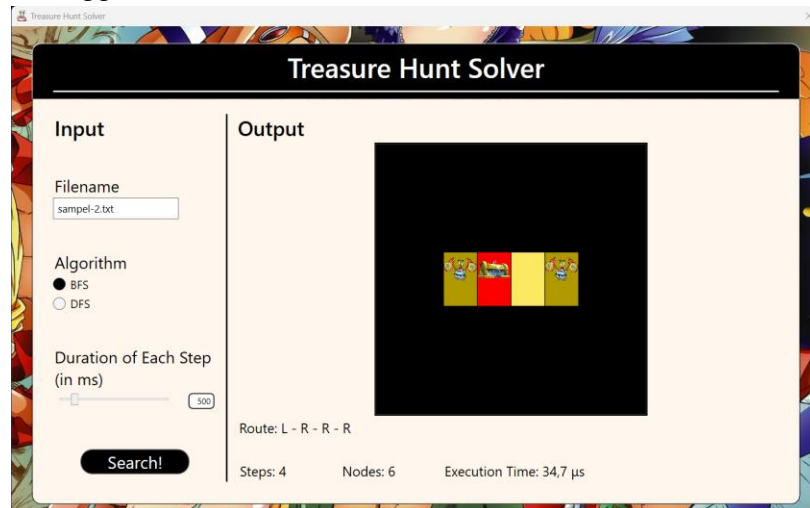 Treasure Hunt Solver
Treasure Hunt Solver
Input
Output
Filename
sampel-2.txt
Algorithm
BFS
DFS
Duration of Each Step
(in ms)
500
Search!
Route: L - R - R - R
Steps: 4
Nodes: 6
Execution Time: 34,7 µs